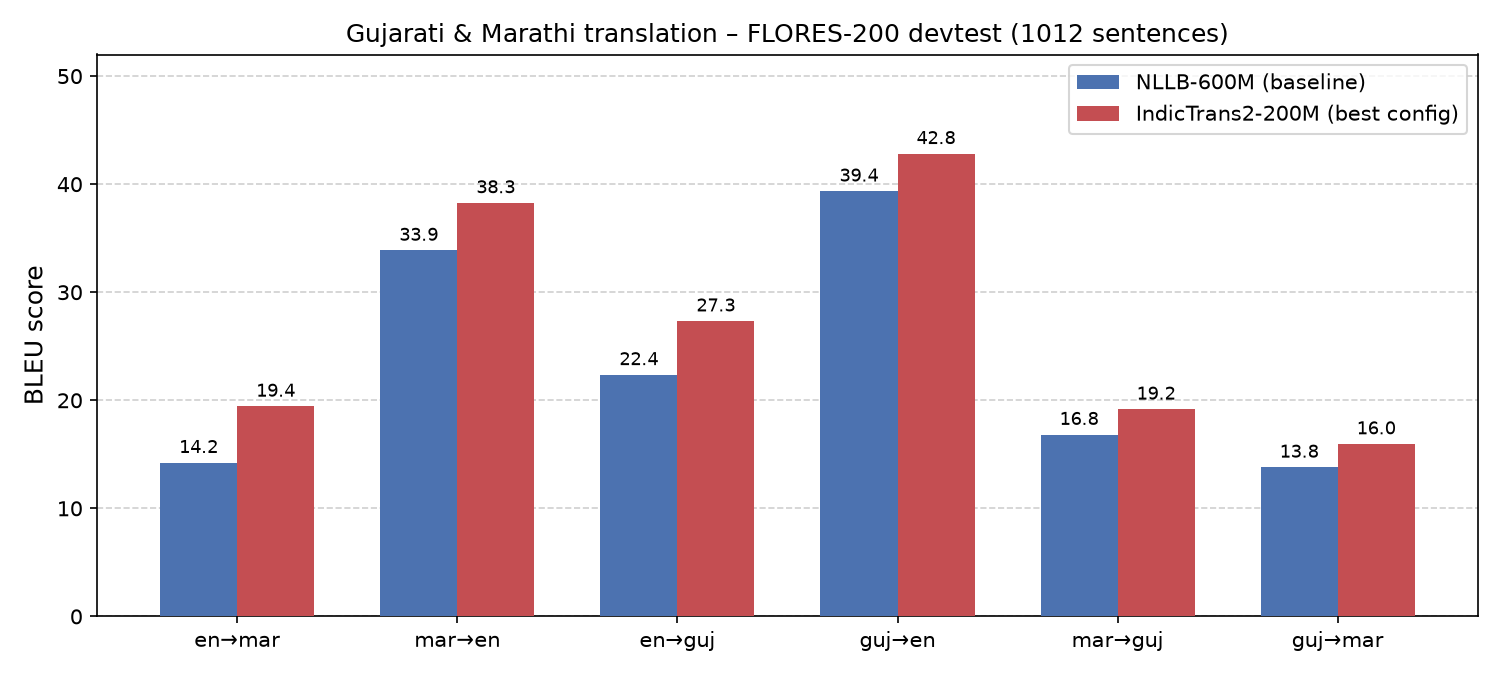 Gujarati & Marathi translation – FLORES-200 devtest (1012 sentences)
NLLB-600M (baseline)
IndicTrans2-200M (best config)
BLEU score
50
40
30
20
10
0
14.2
19.4
33.9
38.3
22.4
27.3
39.4
42.8
16.8
19.2
13.8
16.0
en→mar
mar→en
en→guj
guj→en
mar→guj
guj→mar